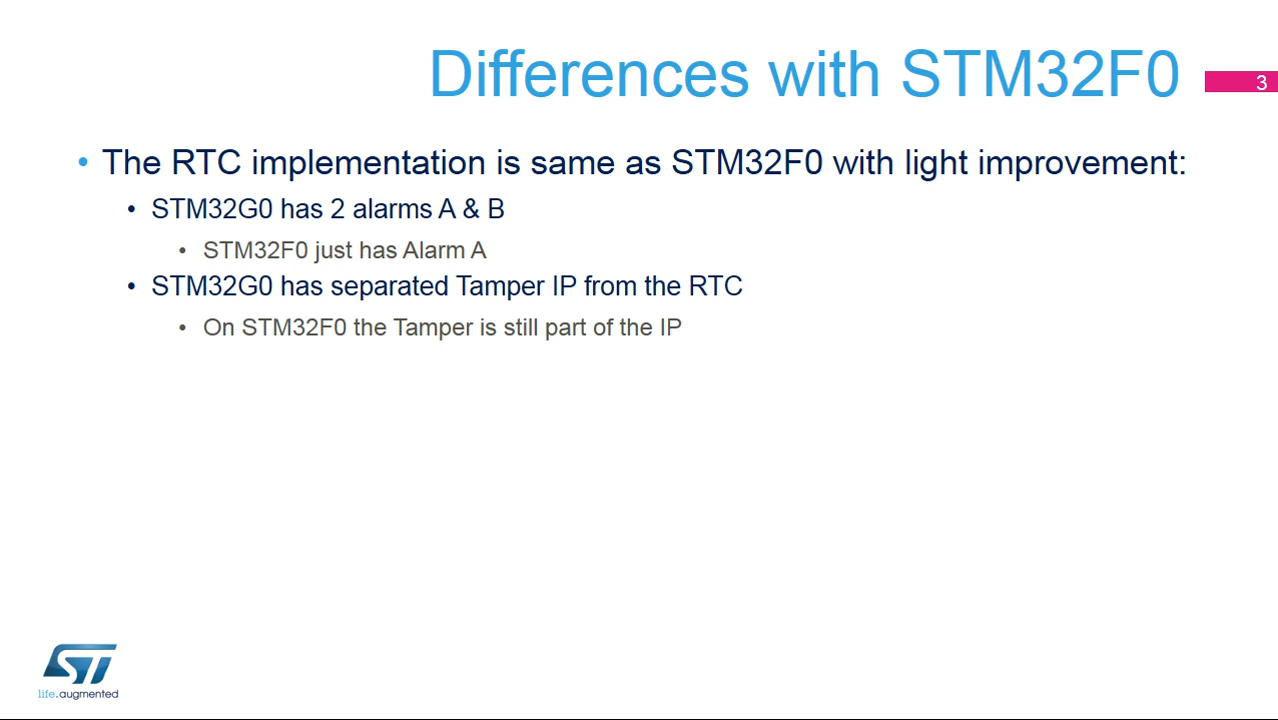 Differences with STM32F0
3
• The RTC implementation is same as STM32F0 with light improvement:
• STM32G0 has 2 alarms A & B
• STM32F0 just has Alarm A
• STM32G0 has separated Tamper IP from the RTC
• On STM32F0 the Tamper is still part of the IP
ST
life.augmented